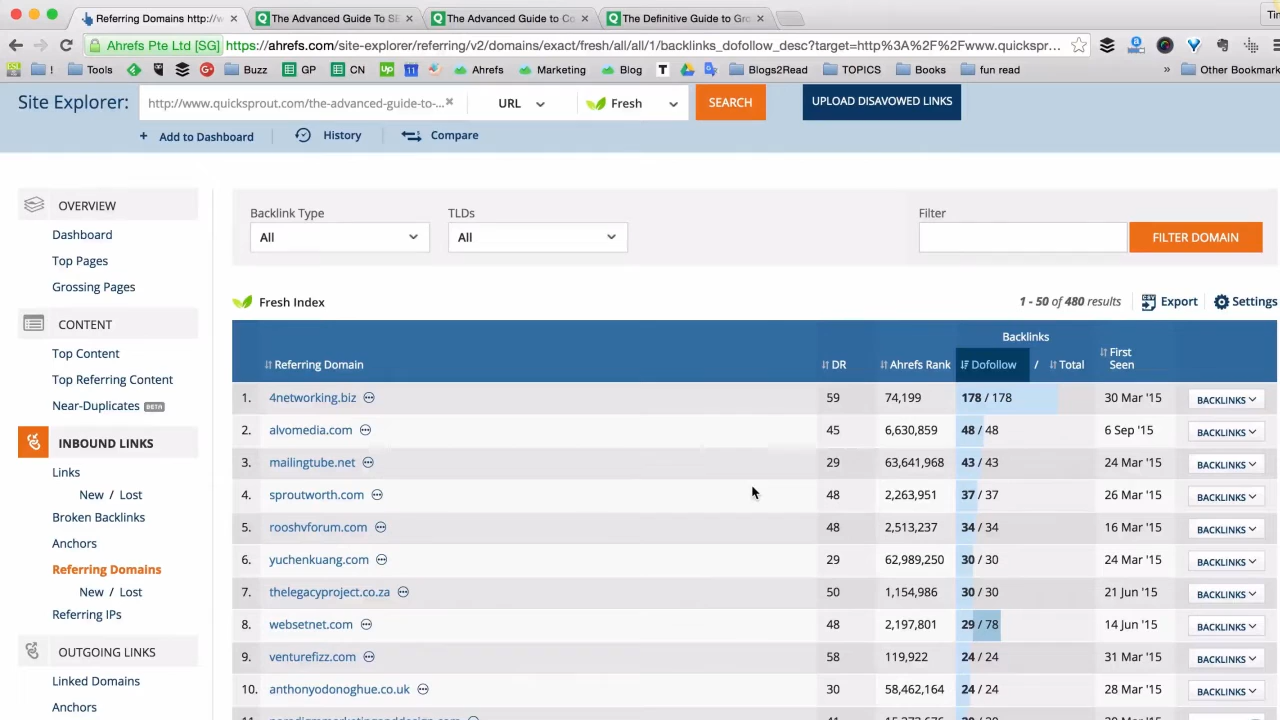 Referring Domains http://w
The Advanced Guide To SE
The Advanced Guide to Co
The Definitive Guide to Gro
Tin
Ahrefs Pte Ltd [SG]
https://ahrefs.com/site-explorer/referring/v2/domains/exact/fresh/all/all/1/backlinks_dofollow_desc?target=http%3A%2F%2Fwww.quickspr...
! Tools Buzz GP CN Up 31 Ahrefs Marketing Blog T Blogs2Read TOPICS Books fun read » Other Bookmark
Site Explorer:
http://www.quicksprout.com/the-advanced-guide-to-...
URL
Fresh
SEARCH
UPLOAD DISAVOWED LINKS
+ Add to Dashboard
History
Compare
OVERVIEW
Dashboard
Top Pages
Grossing Pages
CONTENT
Top Content
Top Referring Content
Near-Duplicates BETA
INBOUND LINKS
Links
New / Lost
Broken Backlinks
Anchors
Referring Domains
New / Lost
Referring IPs
OUTGOING LINKS
Linked Domains
Anchors
Backlink Type
TLDs
Filter
All
All
FILTER DOMAIN
Fresh Index
1 - 50 of 480 results
Export
Settings
Backlinks
Referring Domain DR Ahrefs Rank Dofollow / Total First Seen
1. 4networking.biz 59 74,199 178 / 178 30 Mar '15 BACKLINKS
2. alvomedia.com 45 6,630,859 48 / 48 6 Sep '15 BACKLINKS
3. mailingtube.net 29 63,641,968 43 / 43 24 Mar '15 BACKLINKS
4. sproutworth.com 48 2,263,951 37 / 37 26 Mar '15 BACKLINKS
5. rooshvforum.com 48 2,513,237 34 / 34 16 Mar '15 BACKLINKS
6. yuchenkuang.com 29 62,989,250 30 / 30 24 Mar '15 BACKLINKS
7. thelegacyproject.co.za 50 1,154,986 30 / 30 21 Jun '15 BACKLINKS
8. websetnet.com 48 2,197,801 29 / 78 14 Jun '15 BACKLINKS
9. venturefizz.com 58 119,922 24 / 24 31 Mar '15 BACKLINKS
10. anthonyodonoghue.co.uk 30 58,462,164 24 / 24 28 Mar '15 BACKLINKS